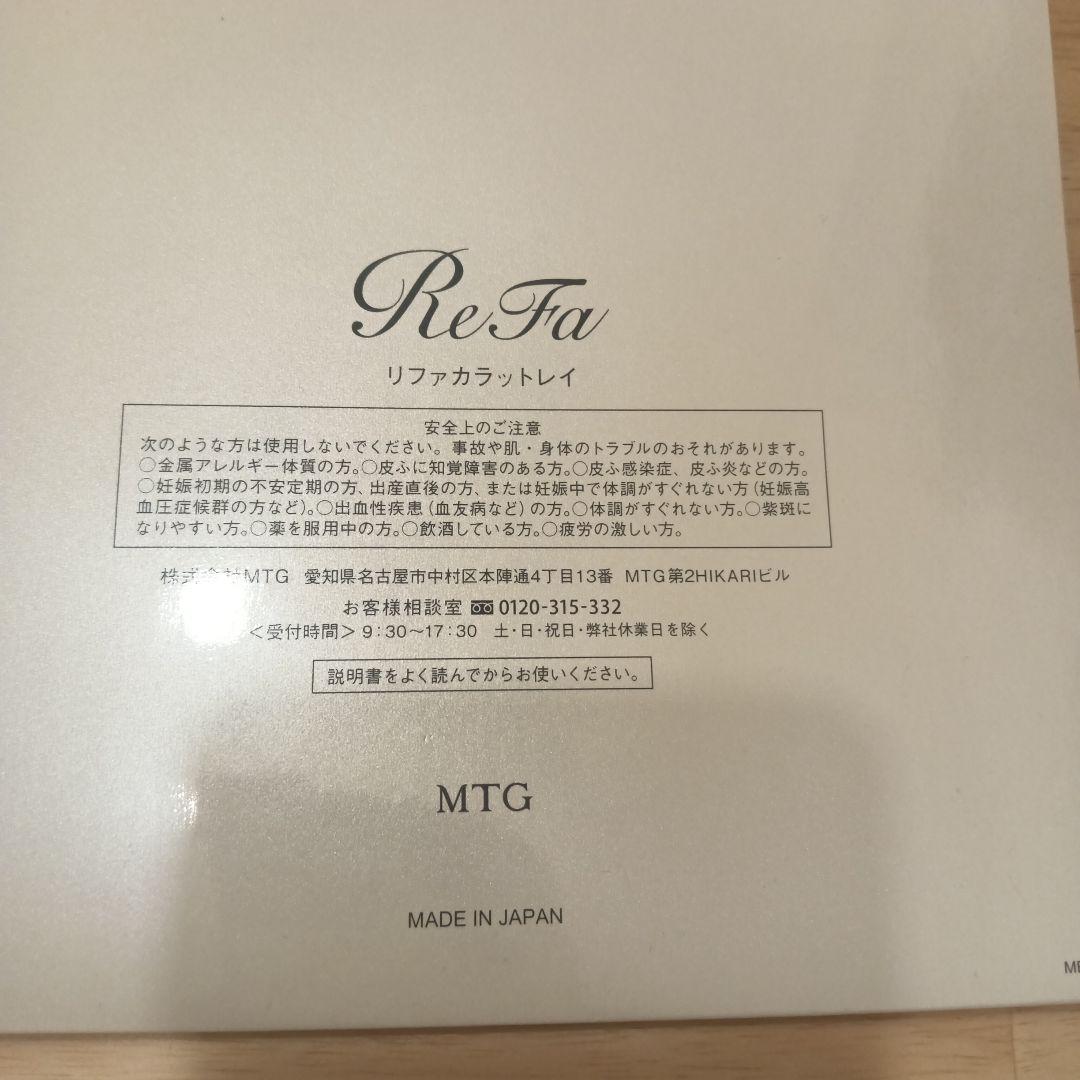 ReFa
リファカラットレイ
安全上のご注意
次のような方は使用しないでください。事故や肌・身体のトラブルのおそれがあります。
○金属アレルギー体質の方。○皮ふに知覚障害のある方。○皮ふ感染症、皮ふ炎などの方。
○妊娠初期の不安定期の方、出産直後の方、または妊娠中で体調がすぐれない方（妊娠高
血圧症候群の方など）。○出血性疾患（血友病など）の方。○体調がすぐれない方。○紫斑に
なりやすい方。○薬を服用中の方。○飲酒している方。○疲労の激しい方。
株式会社MTG 愛知県名古屋市中村区本陣通4丁目13番 MTG第2HIKARIビル
お客様相談室 0120-315-332
＜受付時間＞9:30〜17:30 土・日・祝日・弊社休業日を除く
説明書をよく読んでからお使いください。
MTG
MADE IN JAPAN